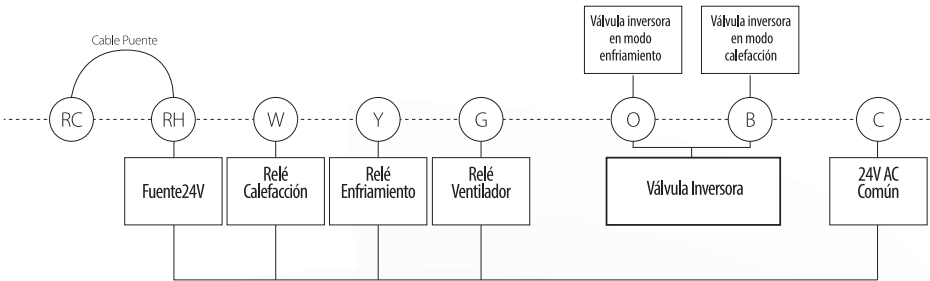 Válvula inversora
en modo
enfriamiento
Válvula inversora
en modo
calefacción
Cable Puente
RC
RH
W
Y
G
O
B
C
Fuente24V
Relé
Calefacción
Relé
Enfriamiento
Relé
Ventilador
Válvula Inversora
24V AC
Común